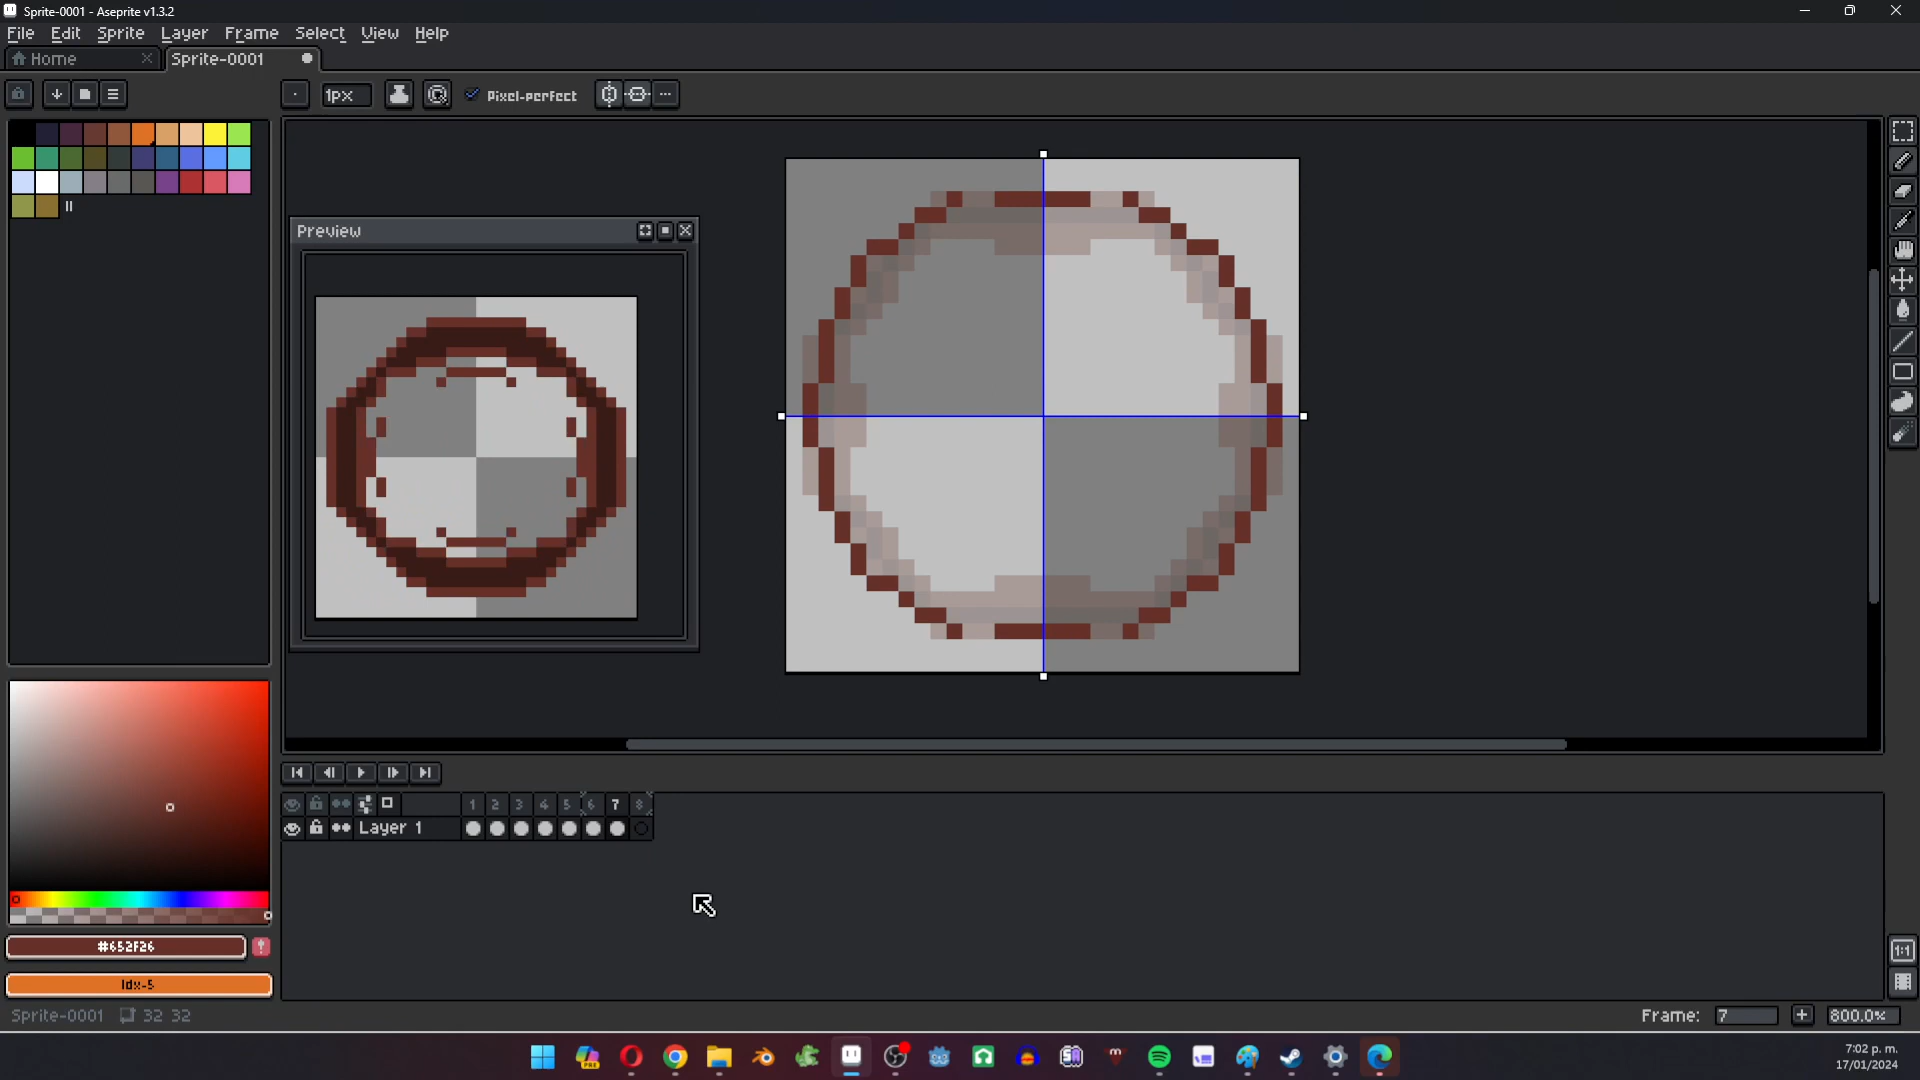 Sprite-0001 - Aseprite v1.3.2
File Edit Sprite Layer Frame Select View Help
Home Sprite-0001
1px Pixel-perfect
Preview
1 2 3 4 5 6 7 8
Layer 1
#652F26
Idx-5
1:1
Sprite-0001 32 32
Frame: 7 + 800.0%
7:02 p. m.
17/01/2024